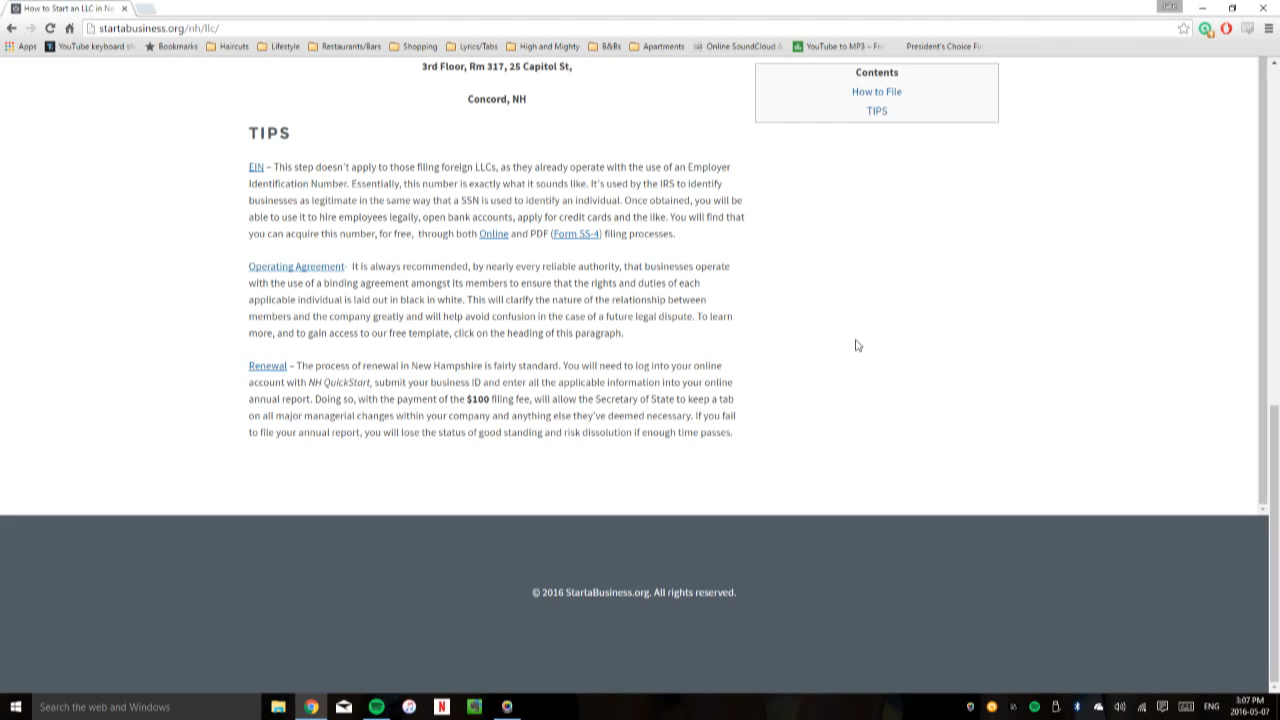 How to Start an LLC in Ne
startabusiness.org/nh/llc/
Apps YouTube keyboard sh Bookmarks Haircuts Lifestyle Restaurants/Bars Shopping Lyrics/Tabs High and Mighty B&Bs Apartments Online SoundCloud YouTube to MP3 – Fre President's Choice Fi
3rd Floor, Rm 317, 25 Capitol St,
Concord, NH
Contents
How to File
TIPS
TIPS
EIN – This step doesn't apply to those filing foreign LLCs, as they already operate with the use of an Employer
Identification Number. Essentially, this number is exactly what it sounds like. It's used by the IRS to identify
businesses as legitimate in the same way that a SSN is used to identify an individual. Once obtained, you will be
able to use it to hire employees legally, open bank accounts, apply for credit cards and the like. You will find that
you can acquire this number, for free, through both Online and PDF (Form SS-4) filing processes.
Operating Agreement- It is always recommended, by nearly every reliable authority, that businesses operate
with the use of a binding agreement amongst its members to ensure that the rights and duties of each
applicable individual is laid out in black in white. This will clarify the nature of the relationship between
members and the company greatly and will help avoid confusion in the case of a future legal dispute. To learn
more, and to gain access to our free template, click on the heading of this paragraph.
Renewal – The process of renewal in New Hampshire is fairly standard. You will need to log into your online
account with NH QuickStart, submit your business ID and enter all the applicable information into your online
annual report. Doing so, with the payment of the $100 filing fee, will allow the Secretary of State to keep a tab
on all major managerial changes within your company and anything else they've deemed necessary. If you fail
to file your annual report, you will lose the status of good standing and risk dissolution if enough time passes.
© 2016 StartaBusiness.org. All rights reserved.
Search the web and Windows
N
ENG
3:07 PM
2016-05-07